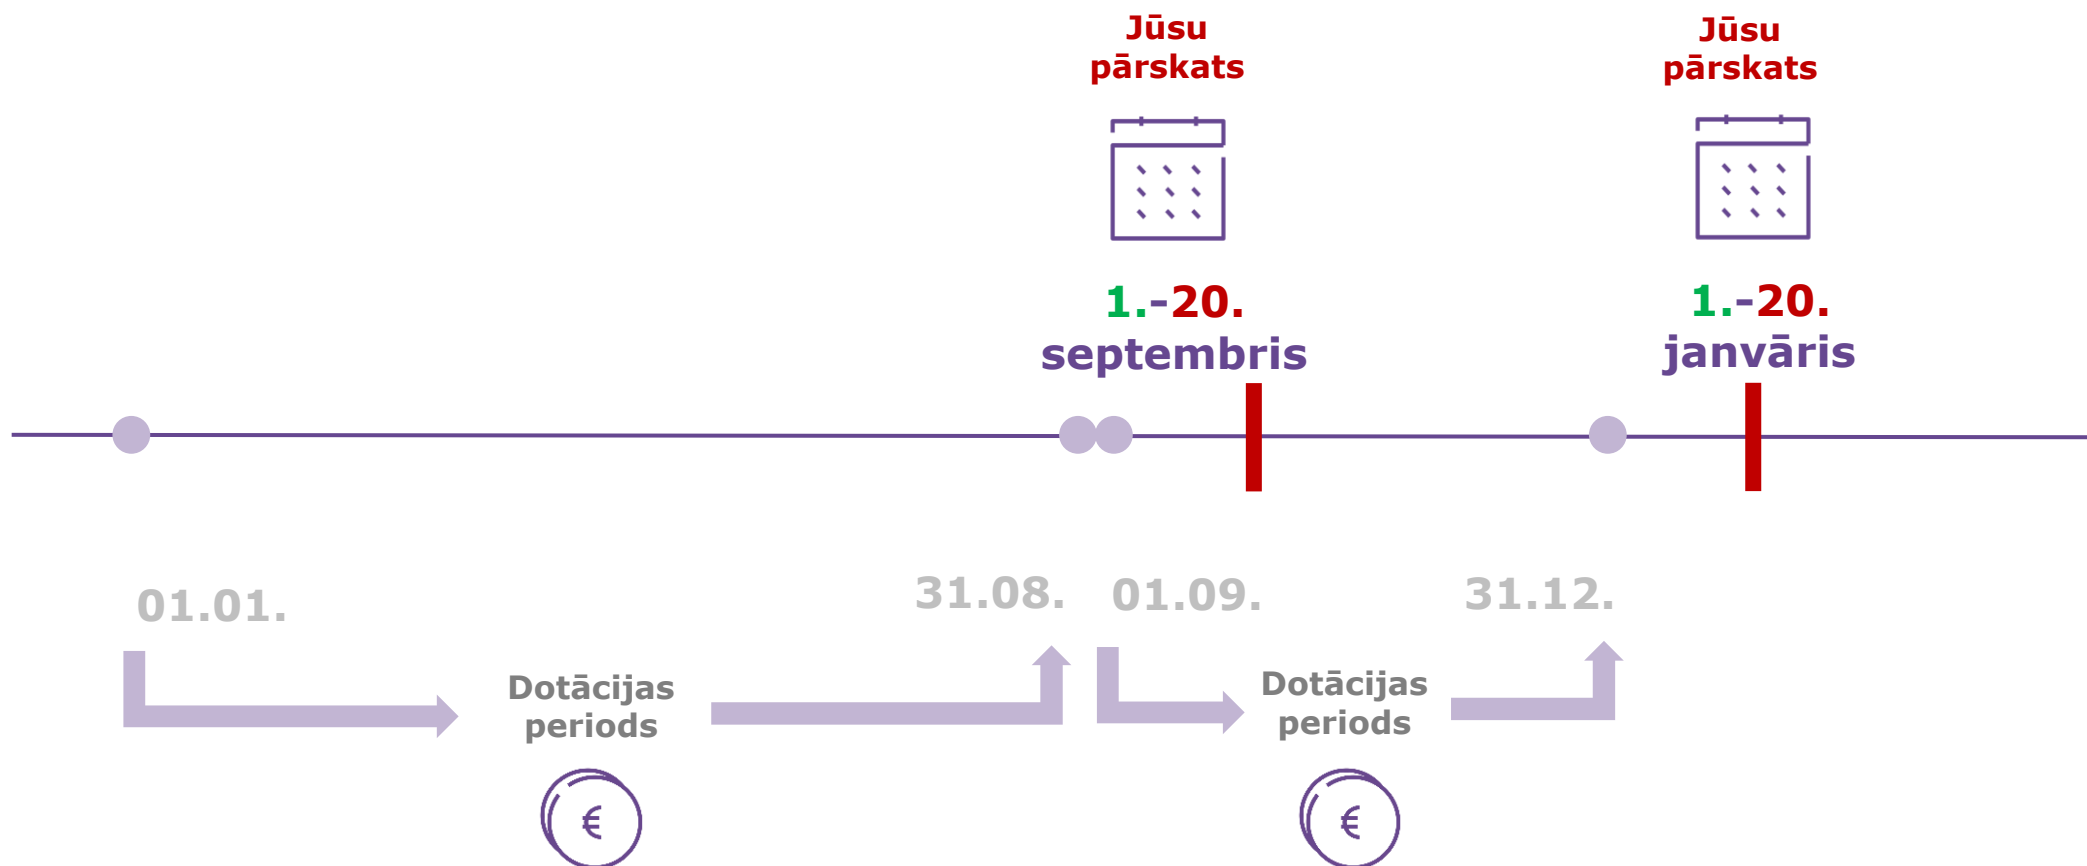 Jūsu
pārskats
Jūsu
pārskats
1.-20.
septembris
1.-20.
janvāris
01.01.
31.08.
01.09.
31.12.
Dotācijas
periods
Dotācijas
periods
€
€